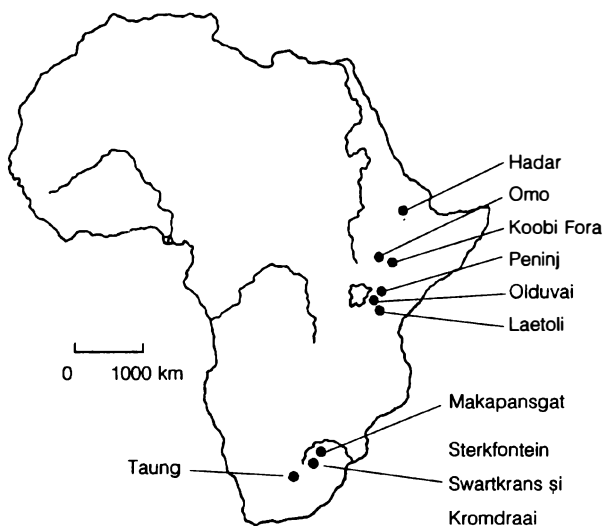 Hadar
Omo
Koobi Fora
Peninj
Olduvai
Laetoli
0 1000 km
Makapansgat
Sterkfontein
Taung
Swartkrans și
Kromdraai